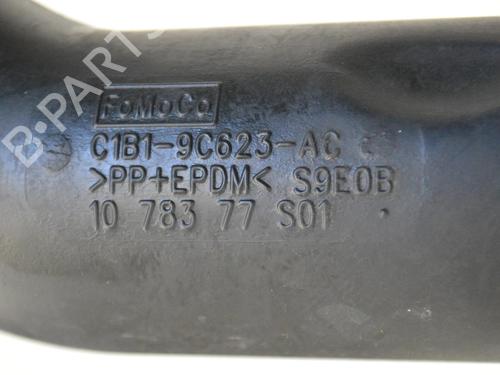 B-PARTS
FoMoCo
C1B1-9C623-AC
>PP+EPDM< S9E0B
10 783 77 S01